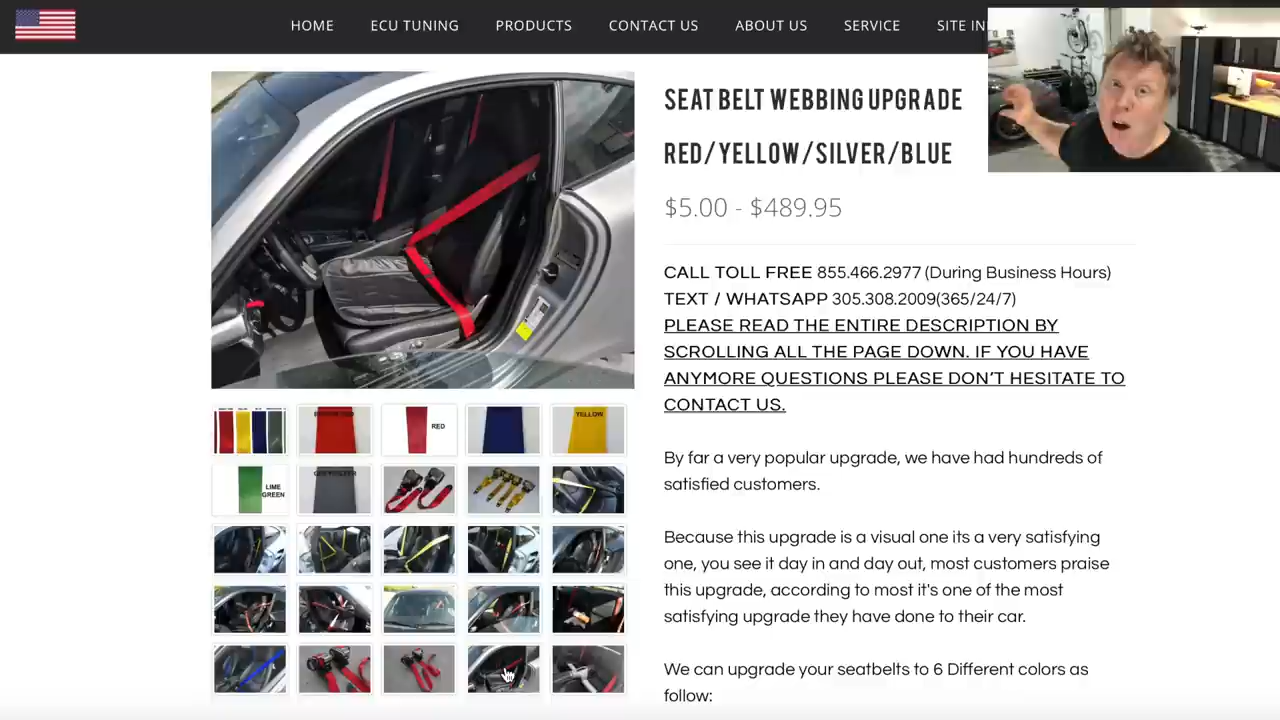 HOME ECU TUNING PRODUCTS CONTACT US ABOUT US SERVICE SITE IN
SEAT BELT WEBBING UPGRADE
RED/YELLOW/SILVER/BLUE
$5.00 - $489.95
CALL TOLL FREE 855.466.2977 (During Business Hours)
TEXT / WHATSAPP 305.308.2009(365/24/7)
PLEASE READ THE ENTIRE DESCRIPTION BY
SCROLLING ALL THE PAGE DOWN. IF YOU HAVE
ANYMORE QUESTIONS PLEASE DON'T HESITATE TO
CONTACT US.
By far a very popular upgrade, we have had hundreds of
satisfied customers.
Because this upgrade is a visual one its a very satisfying
one, you see it day in and day out, most customers praise
this upgrade, according to most it's one of the most
satisfying upgrade they have done to their car.
We can upgrade your seatbelts to 6 Different colors as
follow:
RED
YELLOW
LIME
GREEN